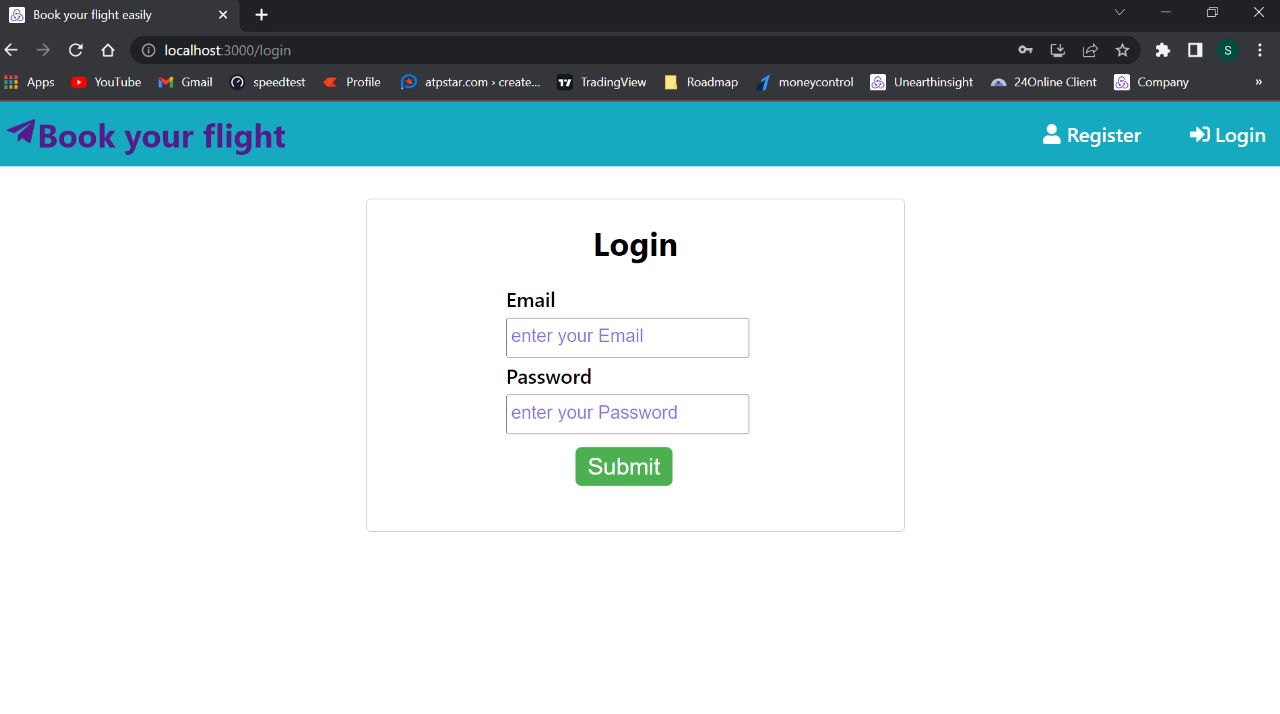 Book your flight easily
localhost:3000/login
S
Apps YouTube Gmail speedtest Profile atpstar.com › create... TradingView Roadmap moneycontrol Unearthinsight 24Online Client Company »
Book your flight Register Login
Login
Email
enter your Email
Password
enter your Password
Submit